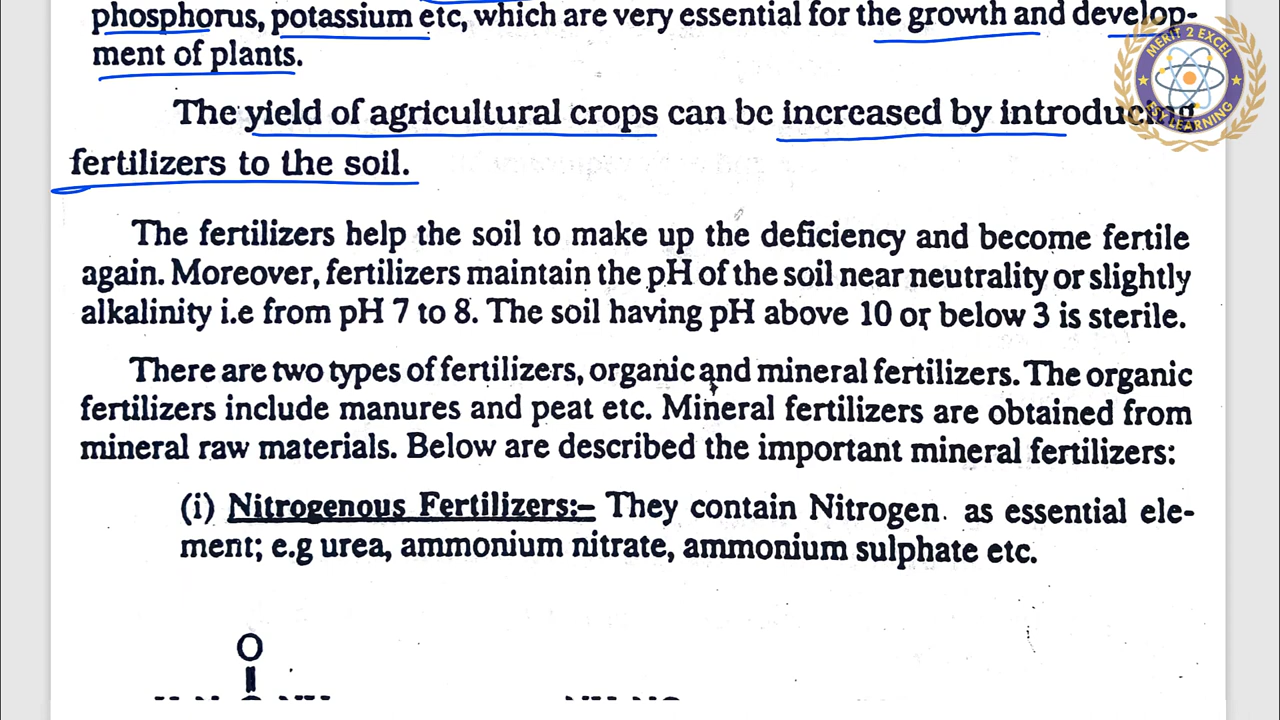 phosphorus, potassium etc, which are very essential for the growth and develop-
ment of plants.
MERIT 2 EXCEL
ESY LEARNING
The yield of agricultural crops can be increased by introducing
fertilizers to the soil.
The fertilizers help the soil to make up the deficiency and become fertile
again. Moreover, fertilizers maintain the pH of the soil near neutrality or slightly
alkalinity i.e from pH 7 to 8. The soil having pH above 10 or below 3 is sterile.
There are two types of fertilizers, organic and mineral fertilizers. The organic
fertilizers include manures and peat etc. Mineral fertilizers are obtained from
mineral raw materials. Below are described the important mineral fertilizers:
(i) Nitrogenous Fertilizers:- They contain Nitrogen as essential ele-
ment; e.g urea, ammonium nitrate, ammonium sulphate etc.
O